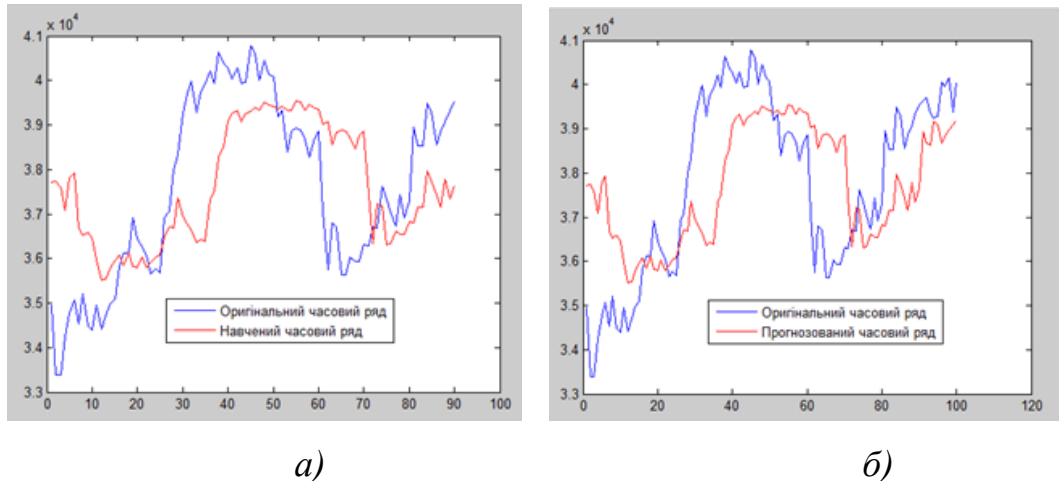 x 10⁴
4.1
4
3.9
3.8
3.7
3.6
3.5
3.4
3.3
0 10 20 30 40 50 60 70 80 90 100
Оригінальний часовий ряд
Навчений часовий ряд
а)
x 10⁴
4.1
4
3.9
3.8
3.7
3.6
3.5
3.4
3.3
0 20 40 60 80 100 120
Оригінальний часовий ряд
Прогнозований часовий ряд
б)